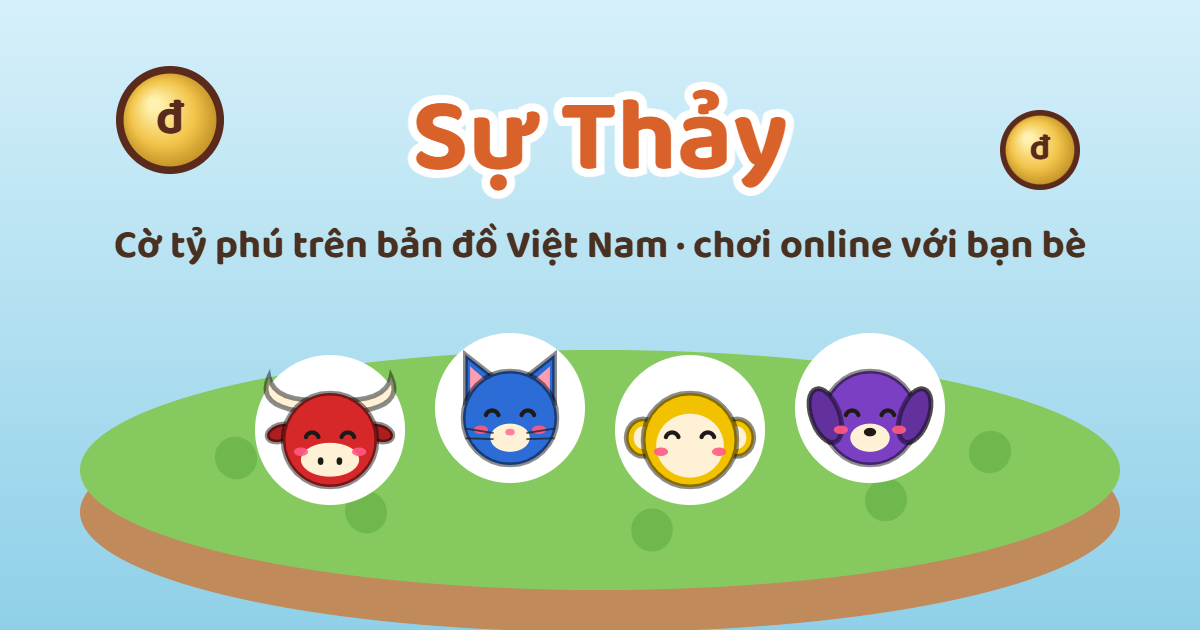 Sự Thảy
đ
đ
Cờ tỷ phú trên bản đồ Việt Nam · chơi online với bạn bè